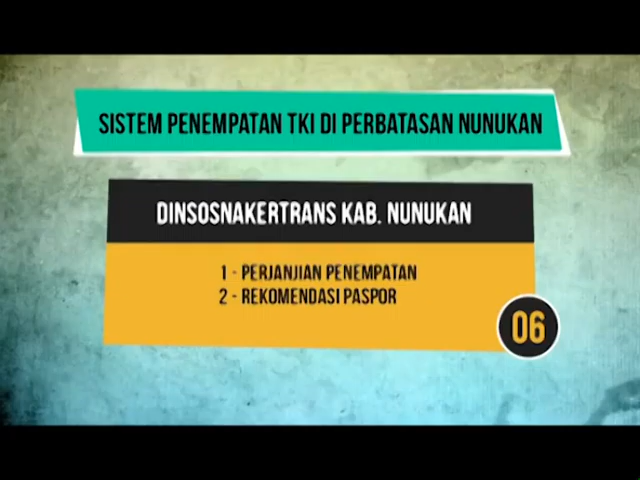 SISTEM PENEMPATAN TKI DI PERBATASAN NUNUKAN
DINSOSNAKERTRANS KAB. NUNUKAN
1 - PERJANJIAN PENEMPATAN
2 - REKOMENDASI PASPOR
06